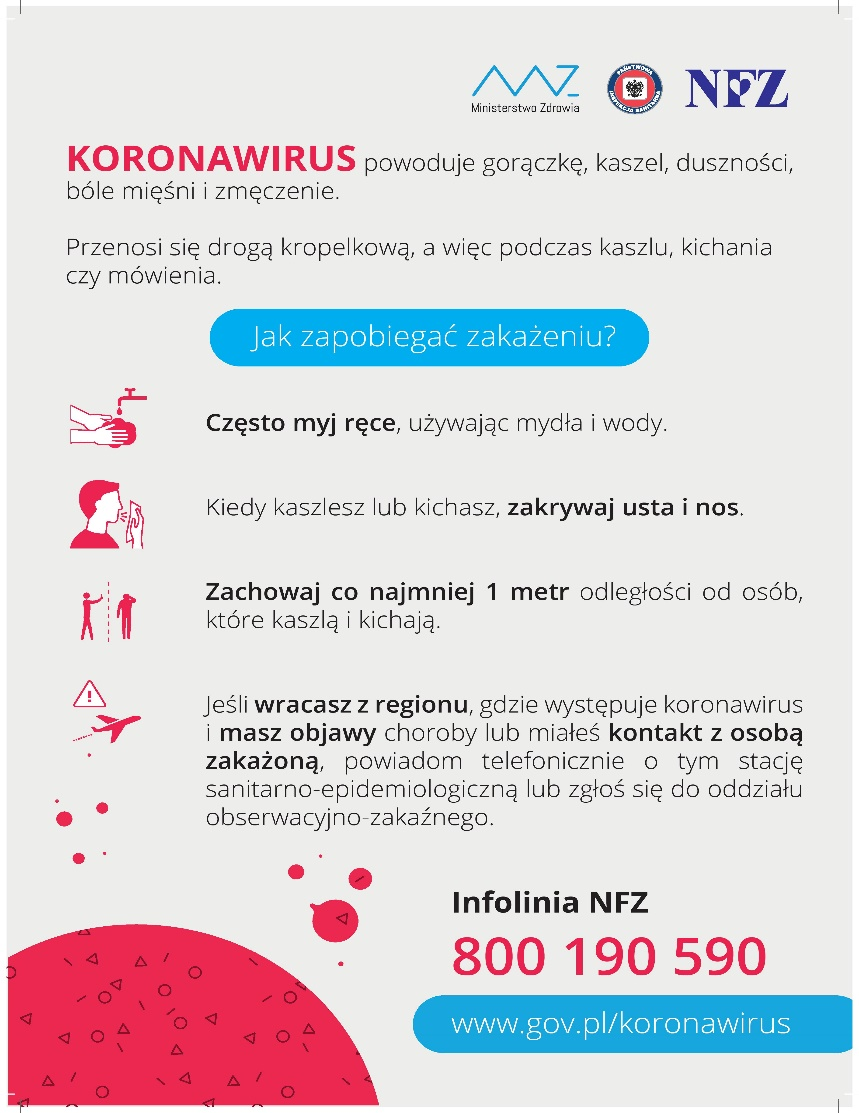 Ministerstwo Zdrowia
PAŃSTWOWA
INSPEKCJA SANITARNA
NFZ
KORONAWIRUS powoduje gorączkę, kaszel, duszności,
bóle mięśni i zmęczenie.
Przenosi się drogą kropelkową, a więc podczas kaszlu, kichania
czy mówienia.
Jak zapobiegać zakażeniu?
Często myj ręce, używając mydła i wody.
Kiedy kaszlesz lub kichasz, zakrywaj usta i nos.
Zachowaj co najmniej 1 metr odległości od osób,
które kaszlą i kichają.
Jeśli wracasz z regionu, gdzie występuje koronawirus
i masz objawy choroby lub miałeś kontakt z osobą
zakażoną, powiadom telefonicznie o tym stację
sanitarno-epidemiologiczną lub zgłoś się do oddziału
obserwacyjno-zakaźnego.
Infolinia NFZ
800 190 590
www.gov.pl/koronawirus